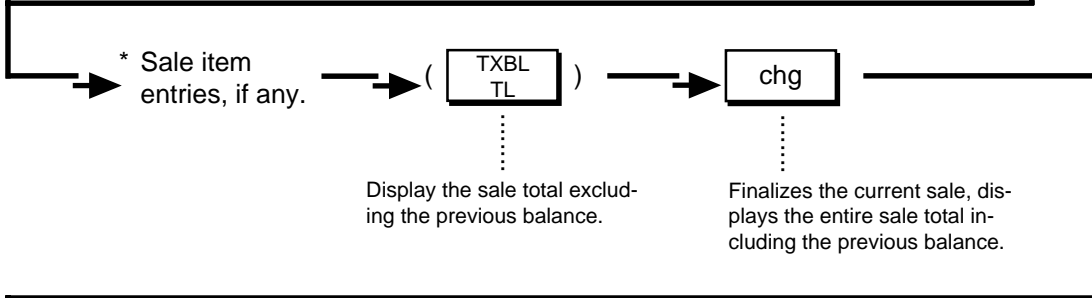 * Sale item
entries, if any.
( TXBL
TL )
chg
Display the sale total exclud-
ing the previous balance.
Finalizes the current sale, dis-
plays the entire sale total in-
cluding the previous balance.